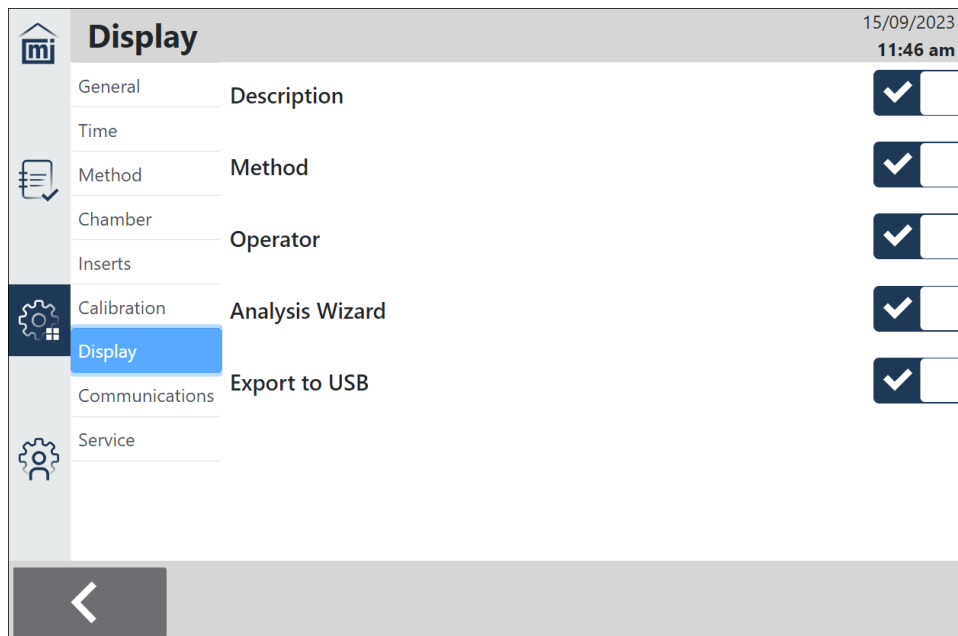 mi
Display
15/09/2023
11:46 am
General
Time
Method
Chamber
Inserts
Calibration
Display
Communications
Service
Description
Method
Operator
Analysis Wizard
Export to USB